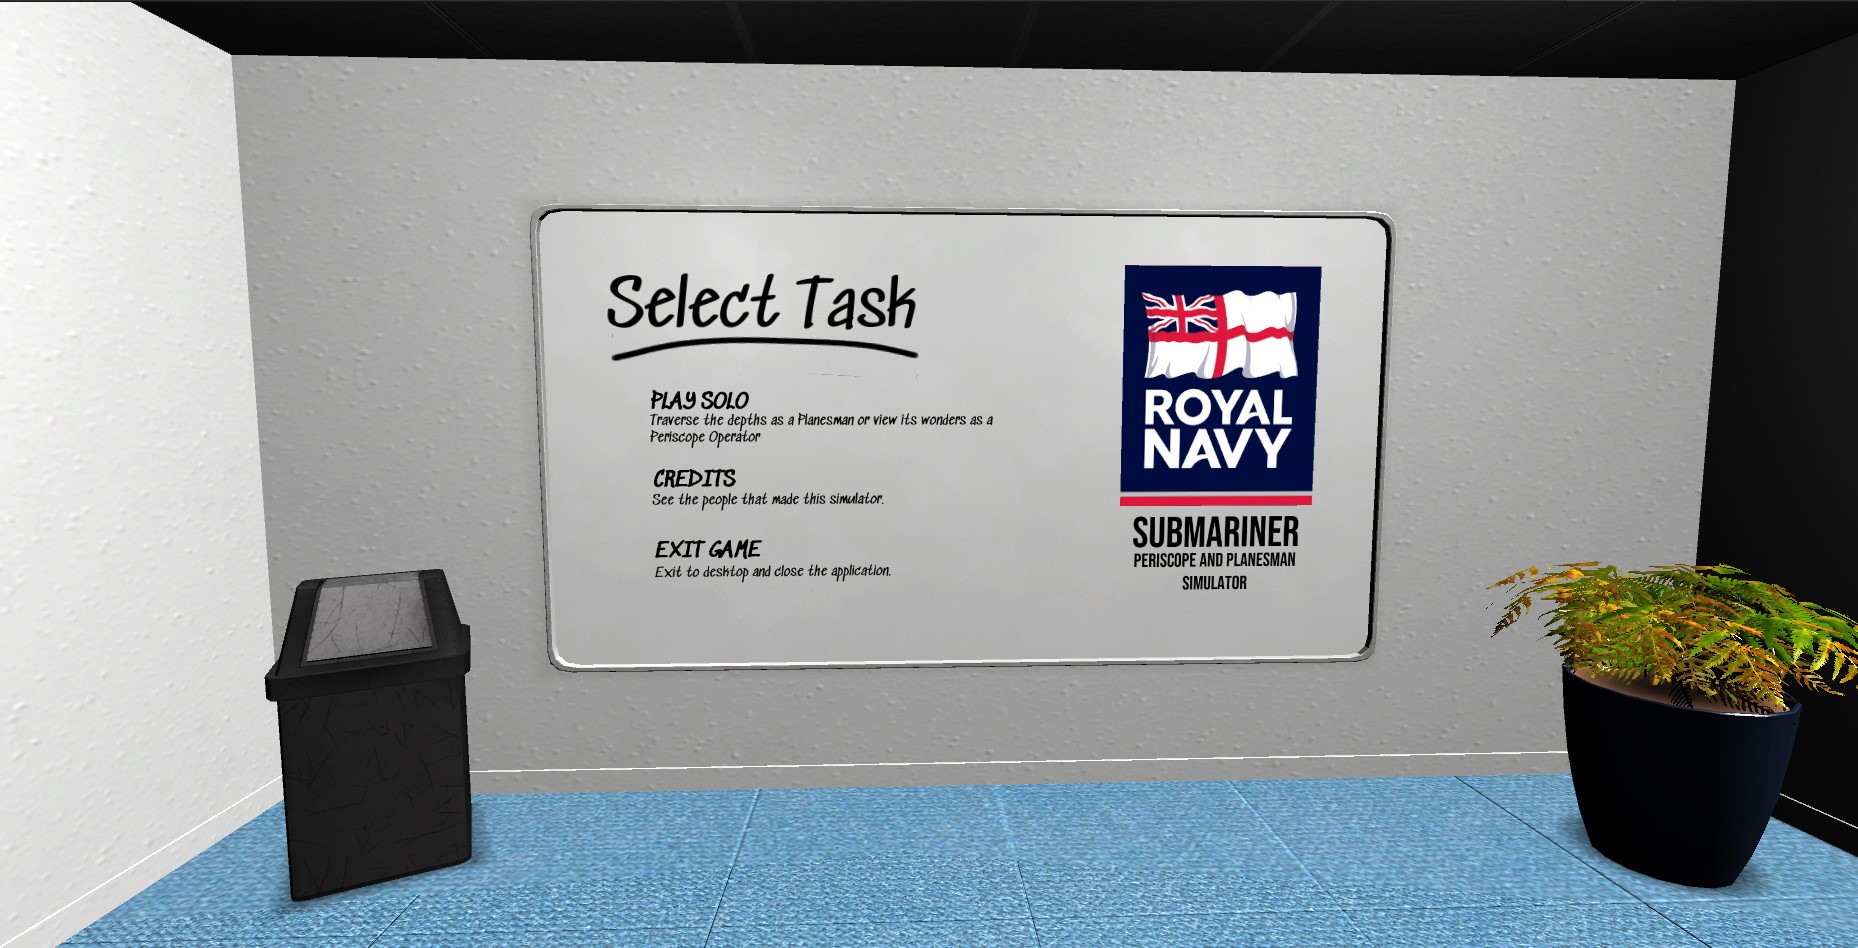 Select Task
PLAY SOLO
Traverse the depths as a Planesman or view its wonders as a
Periscope Operator
CREDITS
See the people that made this simulator.
EXIT GAME
Exit to desktop and close the application.
ROYAL
NAVY
SUBMARINER
PERISCOPE AND PLANESMAN
SIMULATOR